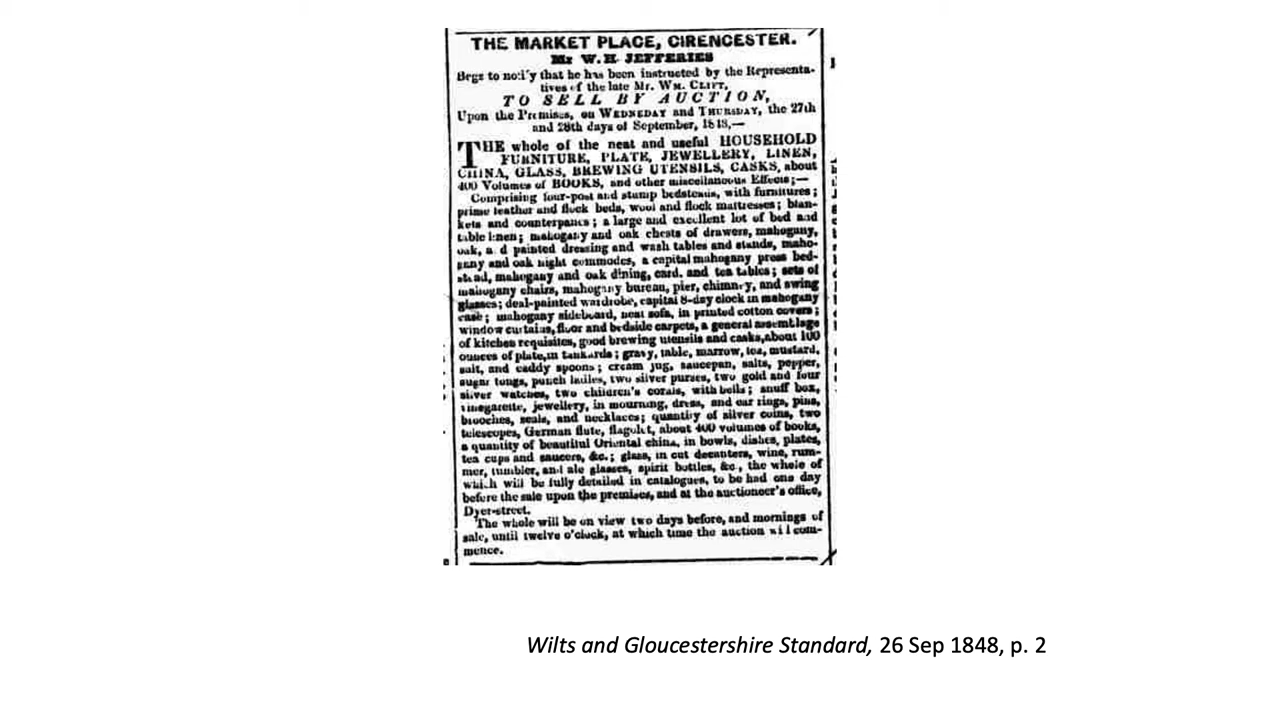 THE MARKET PLACE, CIRENCESTER.
Mr W. H. JEFFERIES
Begs to notify that he has been instructed by the Representa-
tives of the late Mr. WM. CLIFT,
TO SELL BY AUCTION,
Upon the Premises, on WEDNEDAY and THURSDAY, the 27th
and 28th days of September, 1848,—
THE whole of the neat and useful HOUSEHOLD
FURNITURE, PLATE, JEWELLERY, LINEN,
CHINA, GLASS, BREWING UTENSILS, CASKS, about
400 Volumes of BOOKS, and other miscellaneous Effects;—
Comprising four-post and stump bedsteads, with furnitures;
prime feather and flock beds, wool and flock mattresses; blan-
kets and counterpanes; a large and excellent lot of bed and
table linen; mahogany and oak chests of drawers, mahogany,
oak, and painted dressing and wash tables and stands, maho-
gany and oak night commodes, a capital mahogany press bed-
stead, mahogany and oak dining, card, and tea tables; sets of
mahogany chairs, mahogany bureau, pier, chimney, and swing
glasses; deal-painted wardrobe, capital 8-day clock in mahogany
case; mahogany sideboard, neat sofa, in printed cotton covers;
window curtains, floor and bedside carpets, a general assemblage
of kitchen requisites, good brewing utensils and casks, about 100
ounces of plate, in tankards; gravy, table, marrow, tea, mustard,
salt, and caddy spoons; cream jug, saucepan, salts, pepper,
sugar tongs, punch ladles, two silver purses, two gold and four
silver watches, two children's corals, with bells; snuff box,
vinegarette, jewellery, in mourning, dress, and ear rings, pins,
brooches, seals, and necklaces; quantity of silver coins, two
telescopes, German flute, flagolet, about 400 volumes of books,
a quantity of beautiful Oriental china, in bowls, dishes, plates,
tea cups and saucers, &c.; glass, in cut decanters, wine, rum-
mer, tumbler, and ale glasses, spirit bottles, &c., the whole of
which will be fully detailed in catalogues, to be had one day
before the sale upon the premises, and at the auctioneer's office,
Dyer-street.
The whole will be on view two days before, and mornings of
sale, until twelve o'clock, at which time the auction will com-
mence.
Wilts and Gloucestershire Standard, 26 Sep 1848, p. 2